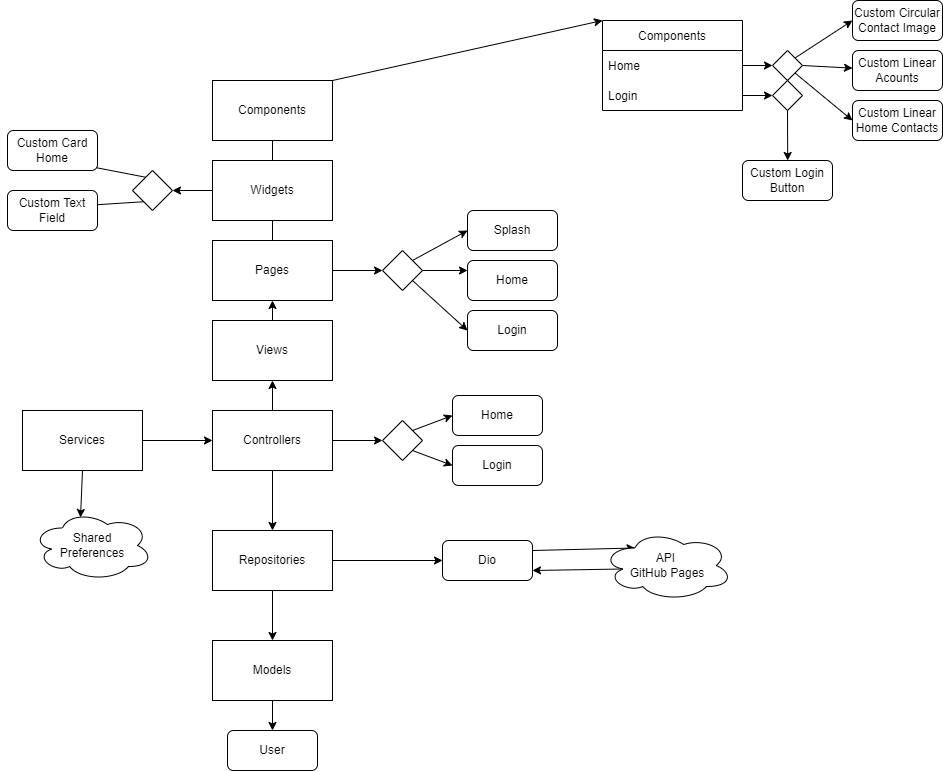 Custom Circular
Contact Image
Components
Home
Custom Linear
Acounts
Login
Components
Custom Linear
Home Contacts
Custom Card
Home
Widgets
Custom Login
Button
Custom Text
Field
Splash
Pages
Home
Login
Views
Home
Services
Controllers
Login
Shared
Preferences
Repositories
Dio
API
GitHub Pages
Models
User